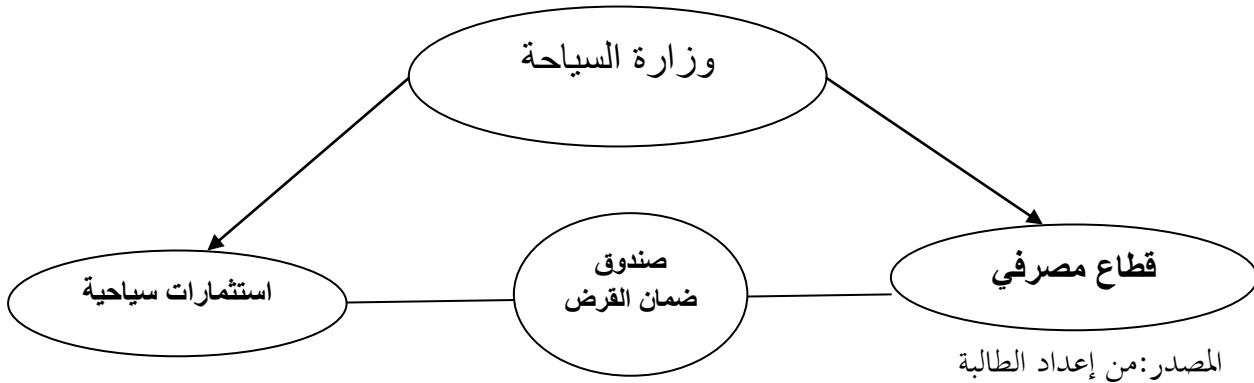 وزارة السياحة
قطاع مصرفي
صندوق
ضمان القرض
استثمارات سياحية
المصدر:من إعداد الطالبة